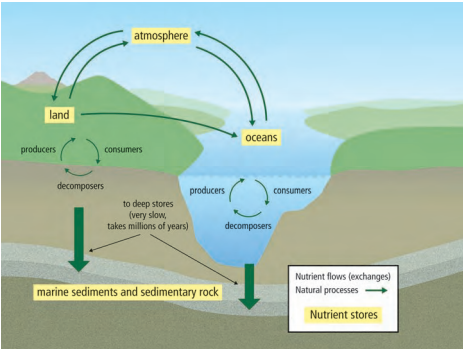 atmosphere
land
oceans
producers
consumers
decomposers
producers
consumers
decomposers
to deep stores
(very slow,
takes millions of years)
marine sediments and sedimentary rock
Nutrient flows (exchanges)
Natural processes
Nutrient stores